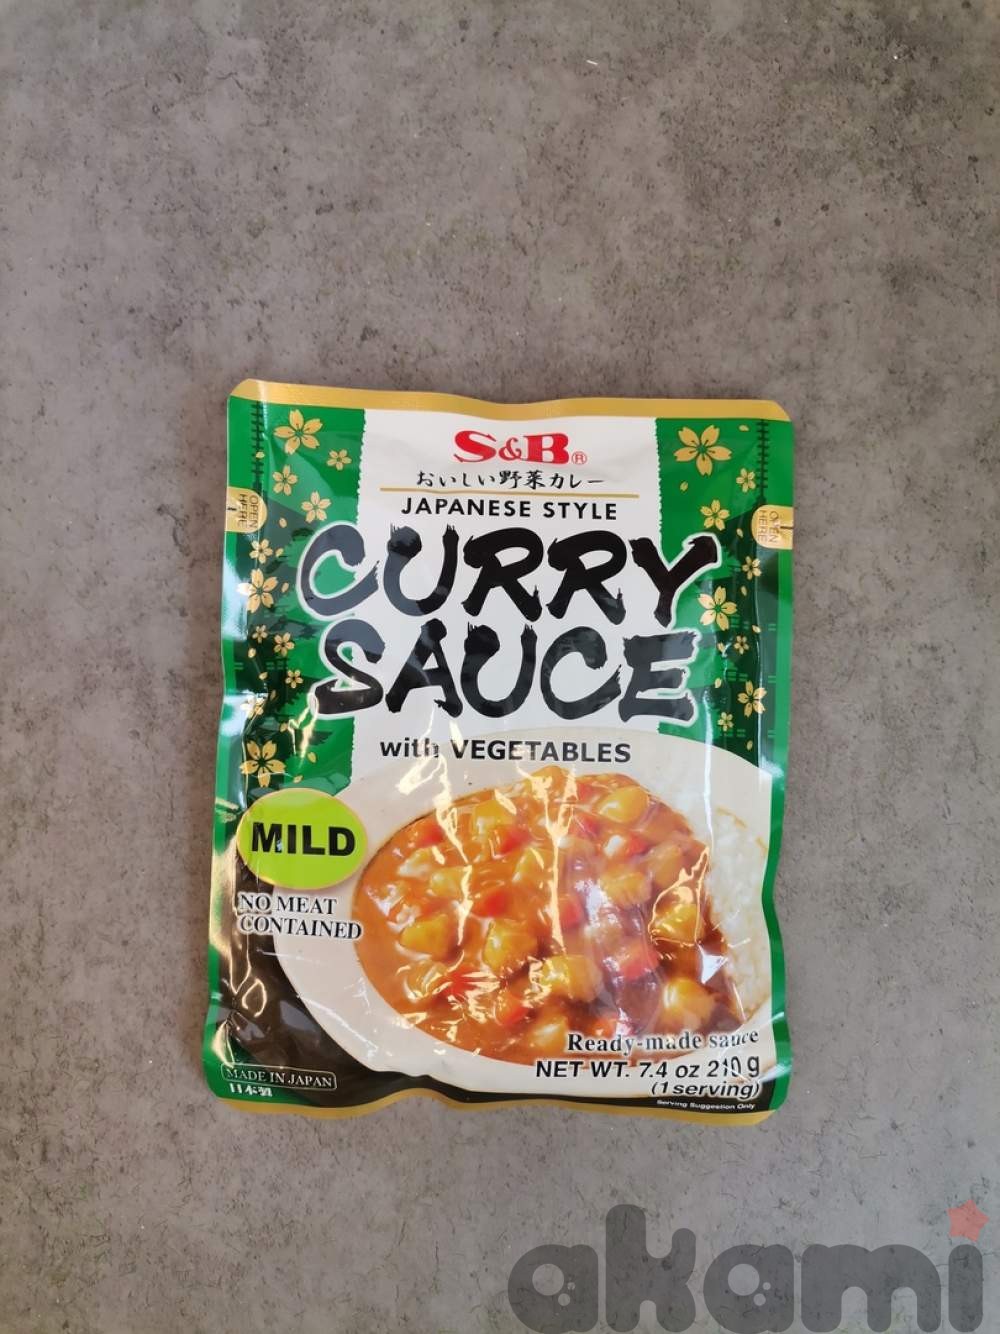 S&B®
おいしい野菜カレー
JAPANESE STYLE
CURRY
SAUCE
with VEGETABLES
OPEN
HERE
OPEN
HERE
MILD
NO MEAT
CONTAINED
Ready-made sauce
NET WT. 7.4 oz 210 g
(1 serving)
Serving Suggestion Only
MADE IN JAPAN
日本製
akami